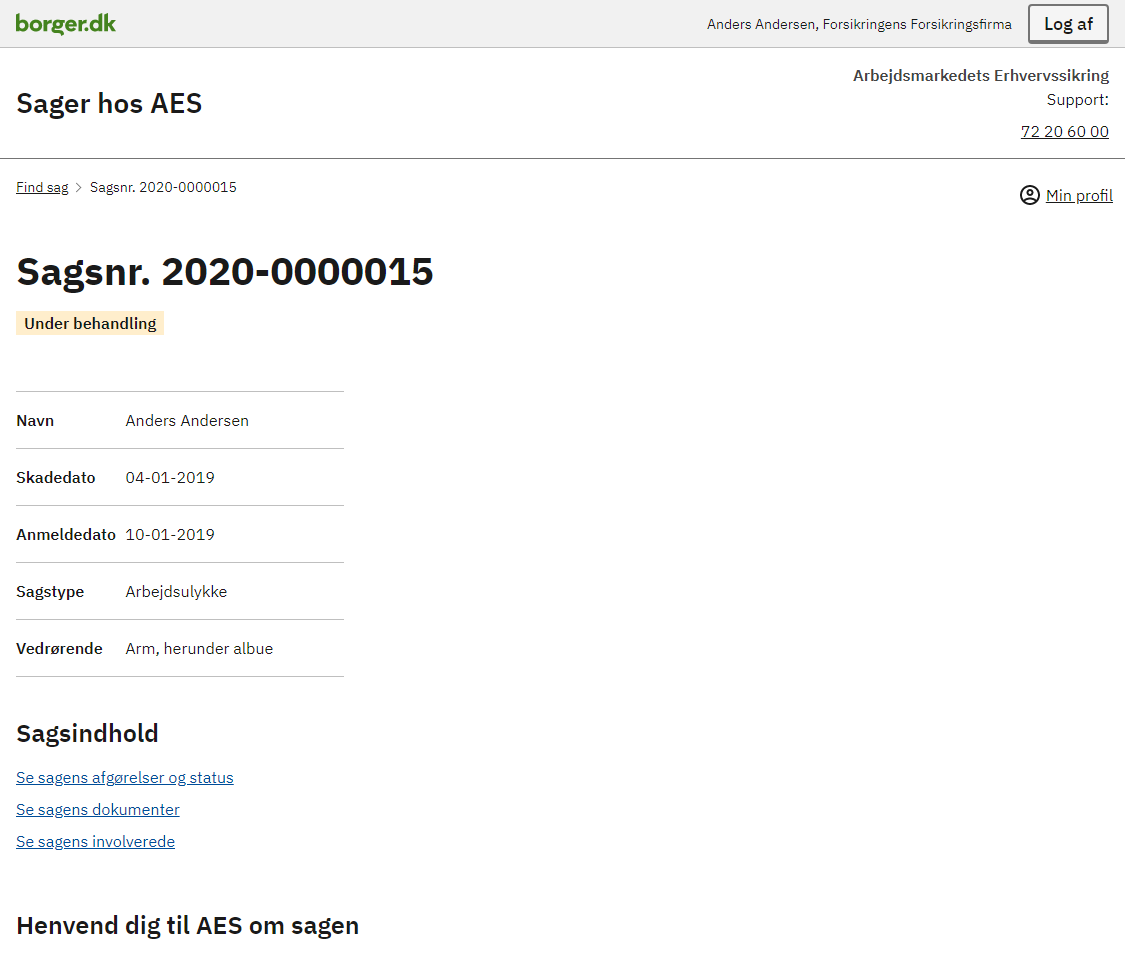 borger.dk
Anders Andersen, Forsikringens Forsikringsfirma
Log af
Sager hos AES
Arbejdsmarkedets Erhvervssikring
Support:
72 20 60 00
Find sag > Sagsnr. 2020-0000015
Min profil
Sagsnr. 2020-0000015
Under behandling
Navn Anders Andersen
Skadedato 04-01-2019
Anmeldedato 10-01-2019
Sagstype Arbejdsulykke
Vedrørende Arm, herunder albue
Sagsindhold
Se sagens afgørelser og status
Se sagens dokumenter
Se sagens involverede
Henvend dig til AES om sagen